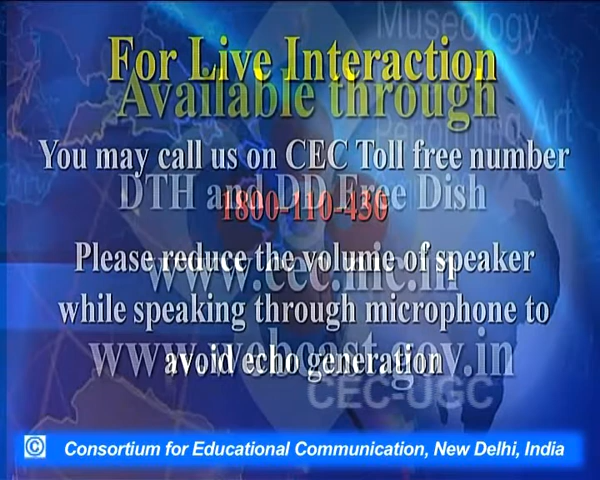 Museology
For Live Interaction
Available through
Performing Art
You may call us on CEC Toll free number
DTH and DD Free Dish
1800-110-430
Please reduce the volume of speaker
www.cec.nic.in
while speaking through microphone to
www.webcast.gov.in
avoid echo generation
CEC-UGC
© Consortium for Educational Communication, New Delhi, India